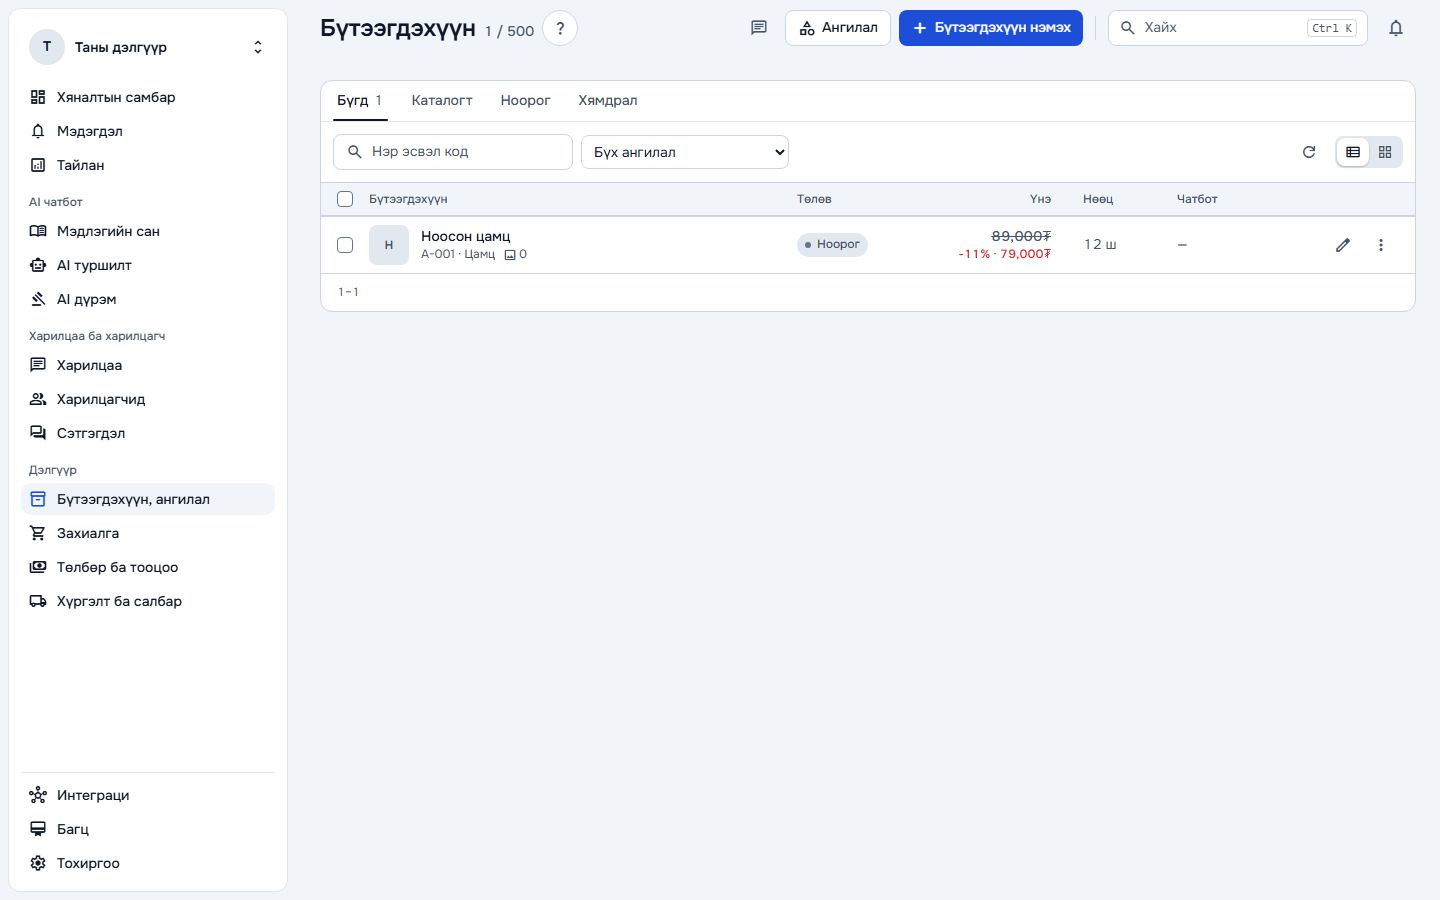 Т Таны дэлгүүр
Хяналтын самбар
Мэдэгдэл
Тайлан
AI чатбот
Мэдлэгийн сан
AI туршилт
AI дүрэм
Харилцаа ба харилцагч
Харилцаа
Харилцагчид
Сэтгэгдэл
Дэлгүүр
Бүтээгдэхүүн, ангилал
Захиалга
Төлбөр ба тооцоо
Хүргэлт ба салбар
Интеграци
Багц
Тохиргоо
Бүтээгдэхүүн 1 / 500 ? Ангилал + Бүтээгдэхүүн нэмэх Хайх Ctrl K
Бүгд 1 Каталогт Ноорог Хямдрал
Нэр эсвэл код Бүх ангилал
Бүтээгдэхүүн Төлөв Үнэ Нөөц Чатбот
Н Ноосон цамц Ноорог 89,000₮ 12 ш –
A-001 · Цамц 0 -11% · 79,000₮
1–1